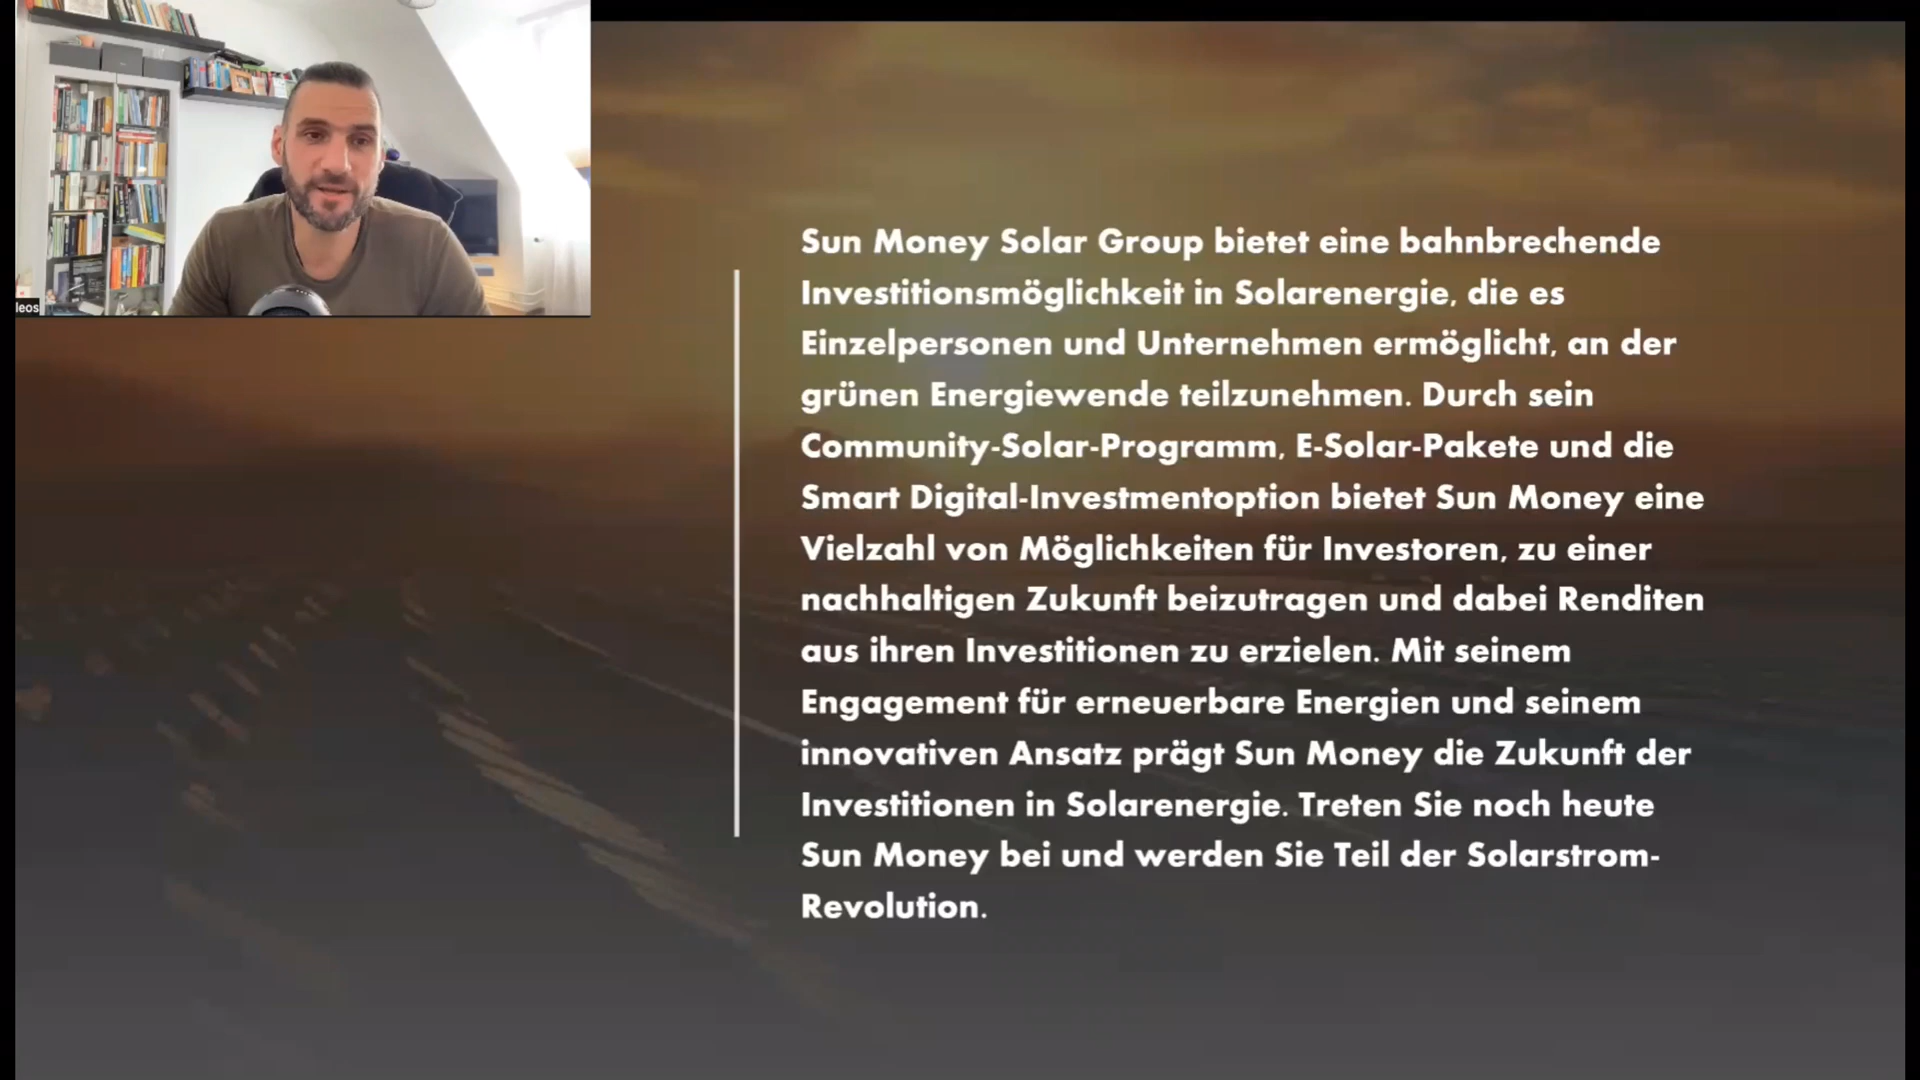 leos
Sun Money Solar Group bietet eine bahnbrechende
Investitionsmöglichkeit in Solarenergie, die es
Einzelpersonen und Unternehmen ermöglicht, an der
grünen Energiewende teilzunehmen. Durch sein
Community-Solar-Programm, E-Solar-Pakete und die
Smart Digital-Investmentoption bietet Sun Money eine
Vielzahl von Möglichkeiten für Investoren, zu einer
nachhaltigen Zukunft beizutragen und dabei Renditen
aus ihren Investitionen zu erzielen. Mit seinem
Engagement für erneuerbare Energien und seinem
innovativen Ansatz prägt Sun Money die Zukunft der
Investitionen in Solarenergie. Treten Sie noch heute
Sun Money bei und werden Sie Teil der Solarstrom-
Revolution.